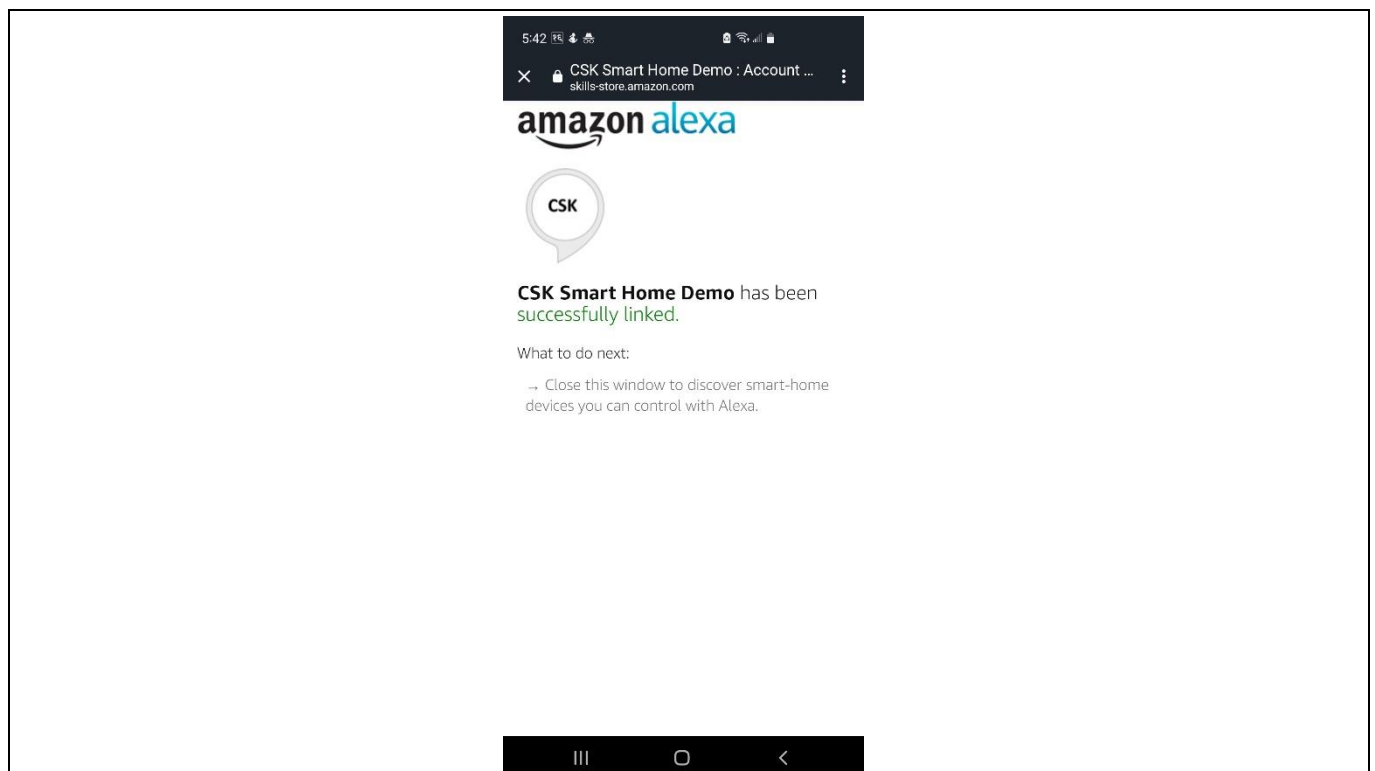 5:42
CSK Smart Home Demo : Account ...
skills-store.amazon.com
amazon alexa
CSK
CSK Smart Home Demo has been
successfully linked.
What to do next:
→ Close this window to discover smart-home
devices you can control with Alexa.